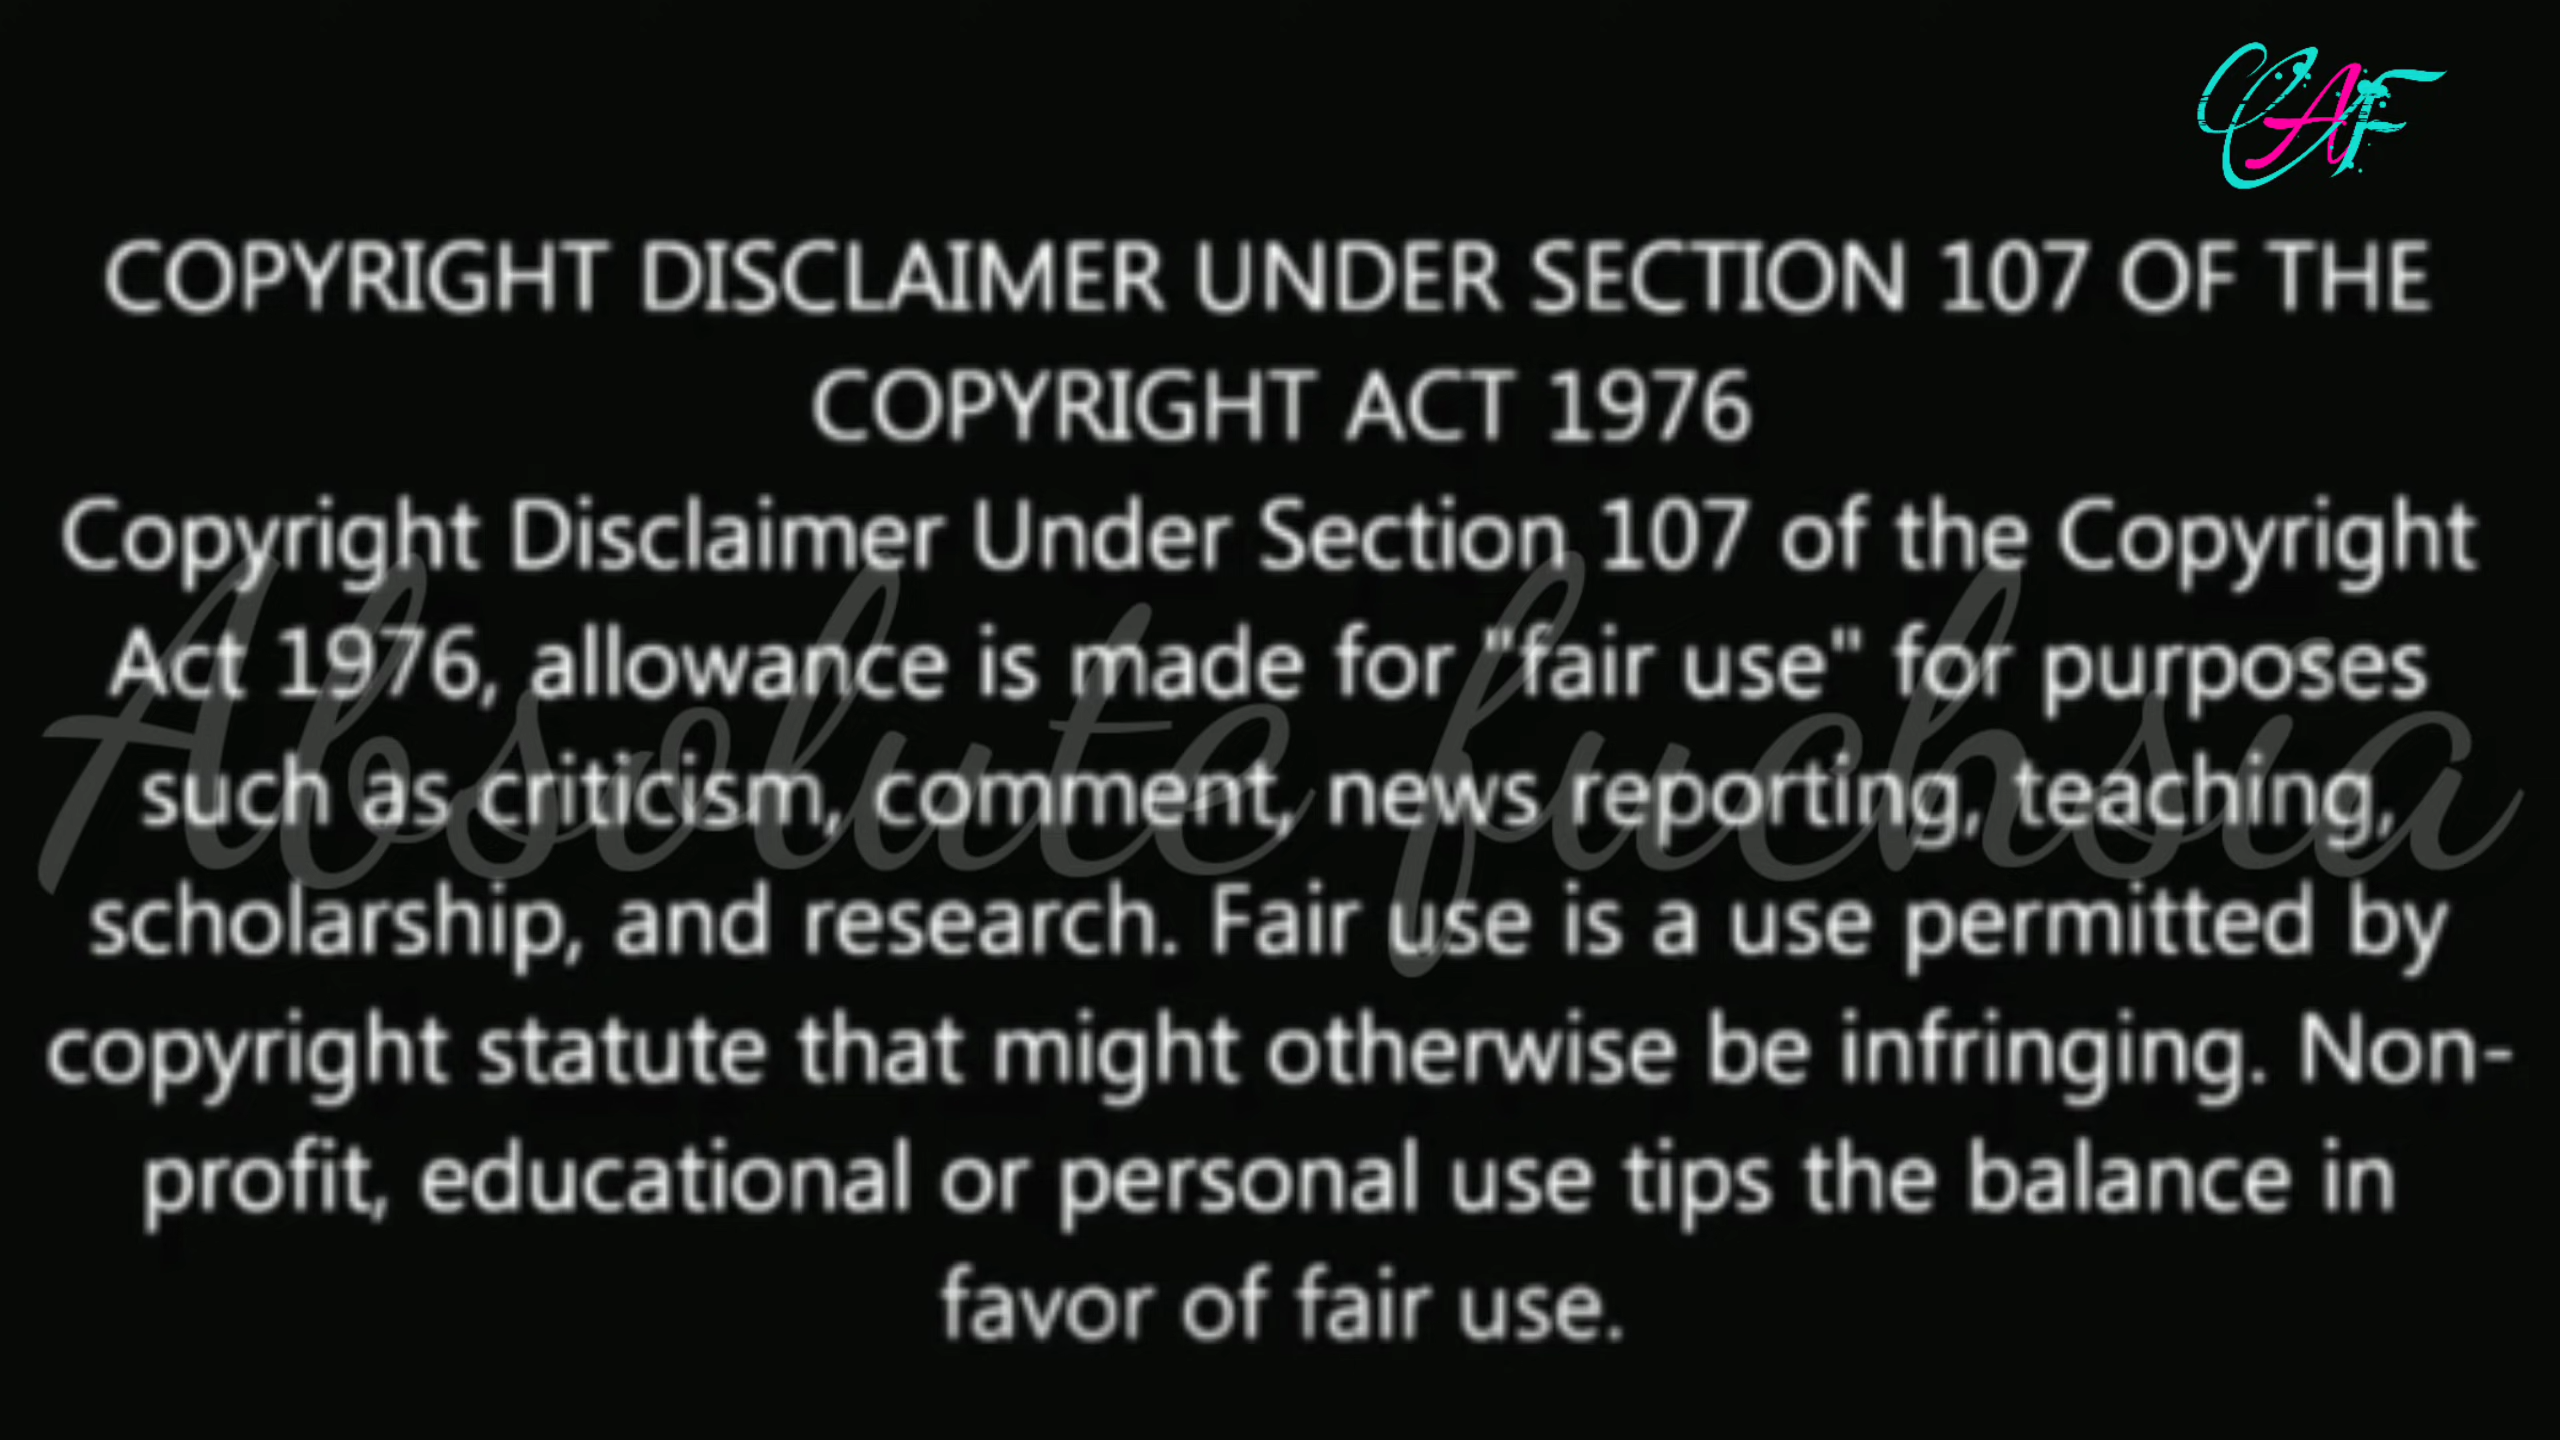 CAF
COPYRIGHT DISCLAIMER UNDER SECTION 107 OF THE
COPYRIGHT ACT 1976
Copyright Disclaimer Under Section 107 of the Copyright
Act 1976, allowance is made for "fair use" for purposes
such as criticism, comment, news reporting, teaching,
scholarship, and research. Fair use is a use permitted by
copyright statute that might otherwise be infringing. Non-
profit, educational or personal use tips the balance in
favor of fair use.
Absolute fuchsia